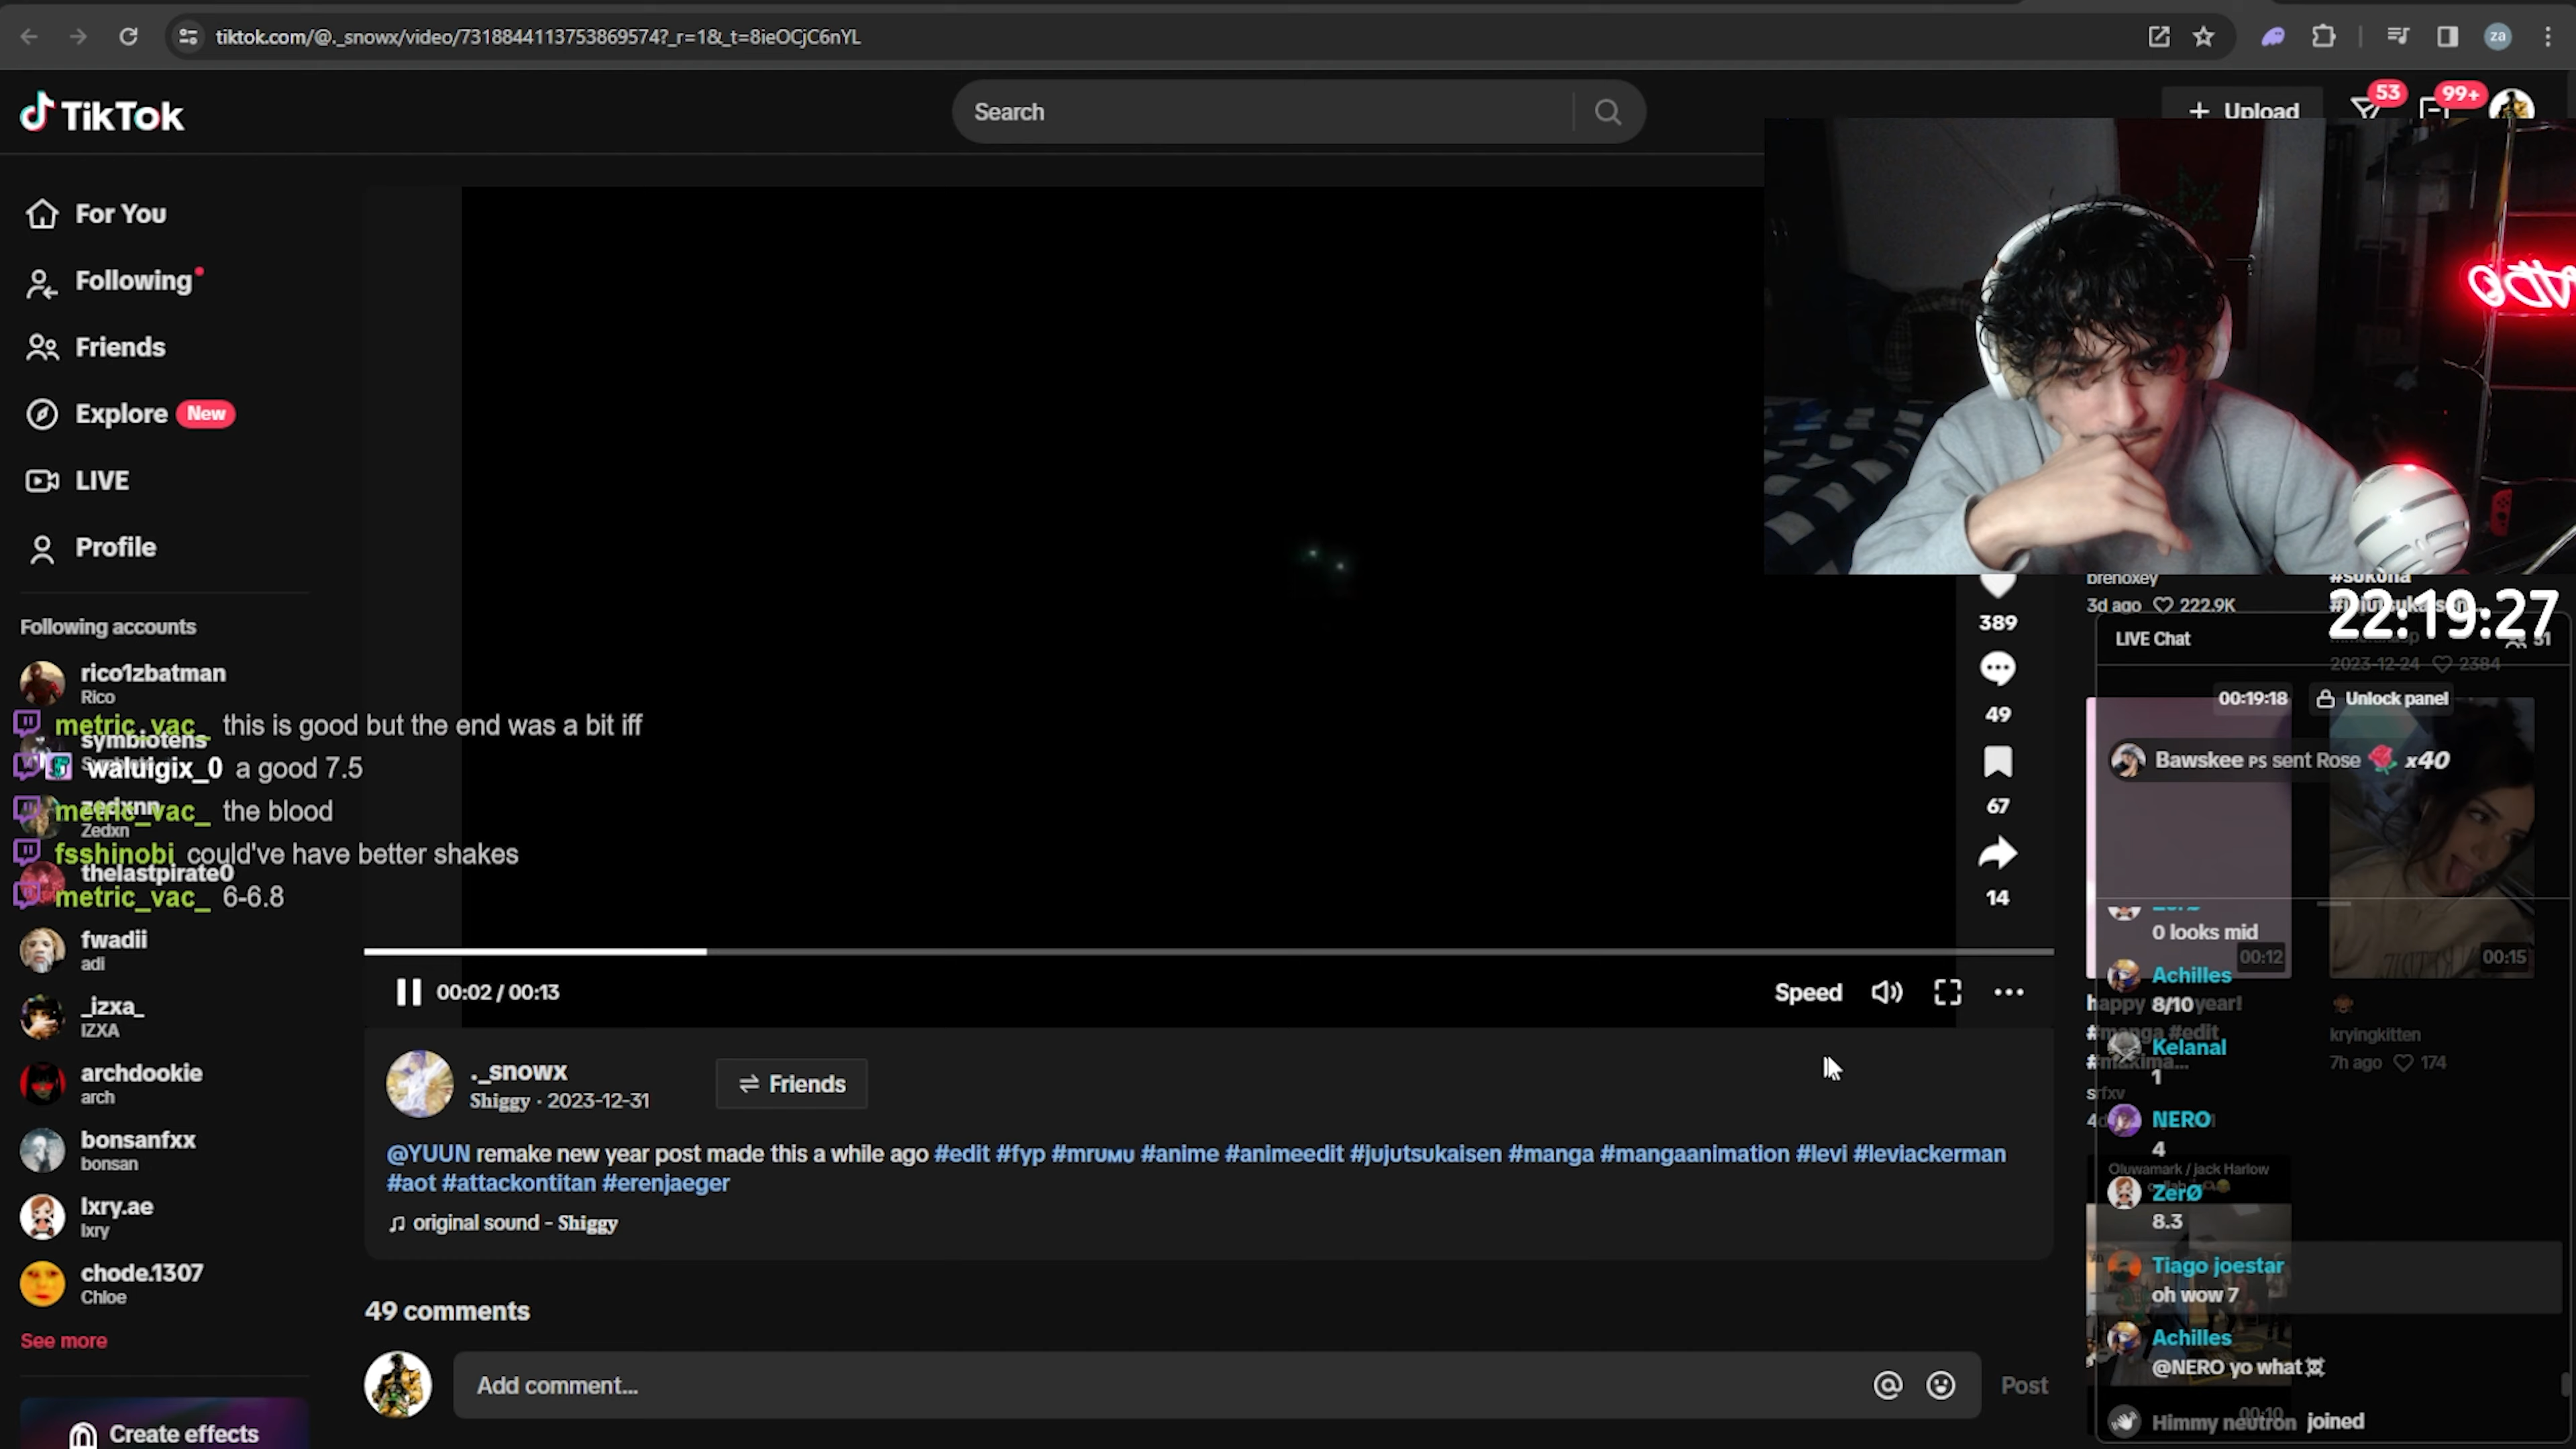 tiktok.com/@._snowx/video/7318844113753869574?_r=1&_t=8ieOCjC6nYL
za
TikTok
Search
Upload
53
99+
For You
Following
Friends
Explore New
LIVE
Profile
Following accounts
rico1zbatman
Rico
metric_vac_ this is good but the end was a bit iff
symbiotens
waluigix_0 a good 7.5
zedxnn
metric_vac_ the blood
Zedxn
fsshinobi could've have better shakes
thelastpirate0
metric_vac_ 6-6.8
fwadii
adi
_izxa_
IZXA
archdookie
arch
bonsanfxx
bonsan
lxry.ae
lxry
chode.1307
Chloe
See more
Create effects
389
49
67
14
00:02 / 00:13
Speed
._snowx
Shiggy · 2023-12-31
Friends
@YUUN remake new year post made this a while ago #edit #fyp #mrᴜᴍᴜ #anime #animeedit #jujutsukaisen #manga #mangaanimation #levi #leviackerman
#aot #attackontitan #erenjaeger
original sound - Shiggy
49 comments
Add comment...
Post
brenoxey
#sukuna
3d ago 222.9K
22:19:27
LIVE Chat
51
2023-12-24 2384
00:19:18
Unlock panel
Bawskee ᴘs sent Rose x40
0 looks mid
00:12
00:15
Achilles
happy year!
8/10
#manga #edit
Kelanal
1
kryingkitten
7h ago 174
NERO
4
Oluwamark / jack Harlow
ZerØ
8.3
Tiago joestar
oh wow 7
Achilles
@NERO yo what☠
00:10
Himmy neutron joined